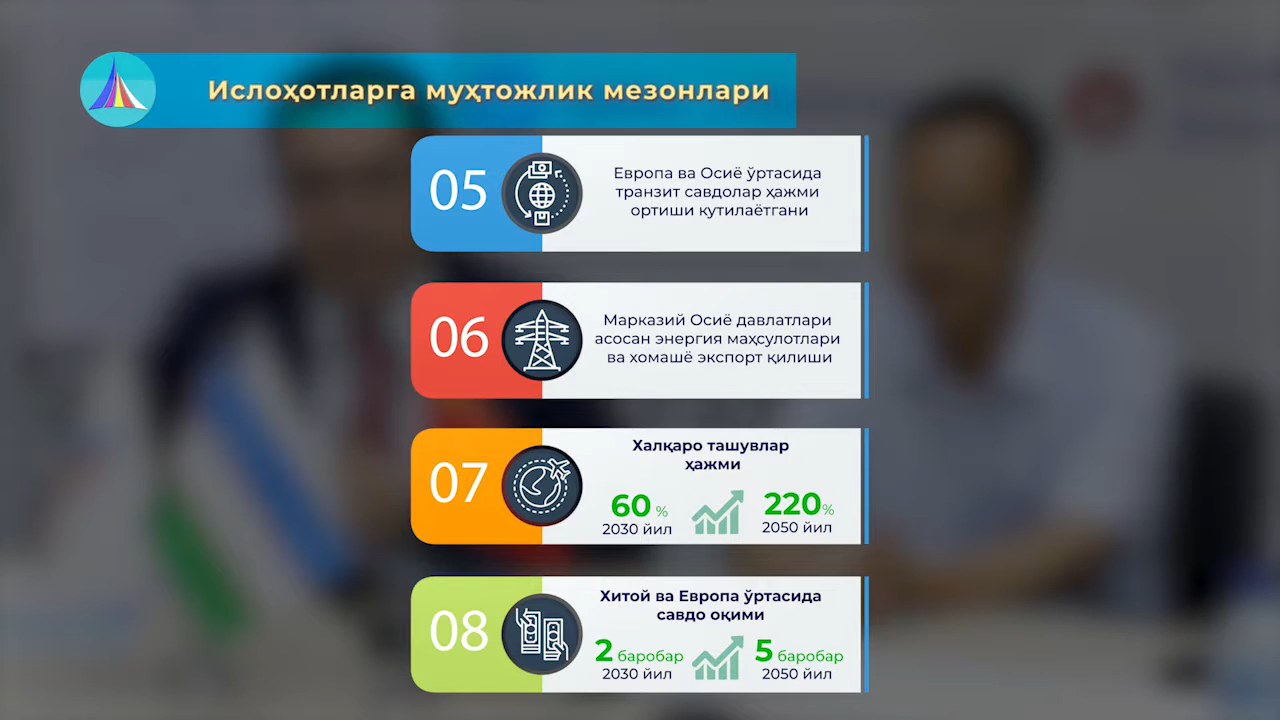 Ислоҳотларга муҳтожлик мезонлари
05
Европа ва Осиё ўртасида
транзит савдолар ҳажми
ортиши кутилаётгани
06
Марказий Осиё давлатлари
асосан энергия маҳсулотлари
ва хомашё экспорт қилиши
07
Халқаро ташувлар
ҳажми
60 %
2030 йил
220%
2050 йил
08
Хитой ва Европа ўртасида
савдо оқими
2 баробар
2030 йил
5 баробар
2050 йил